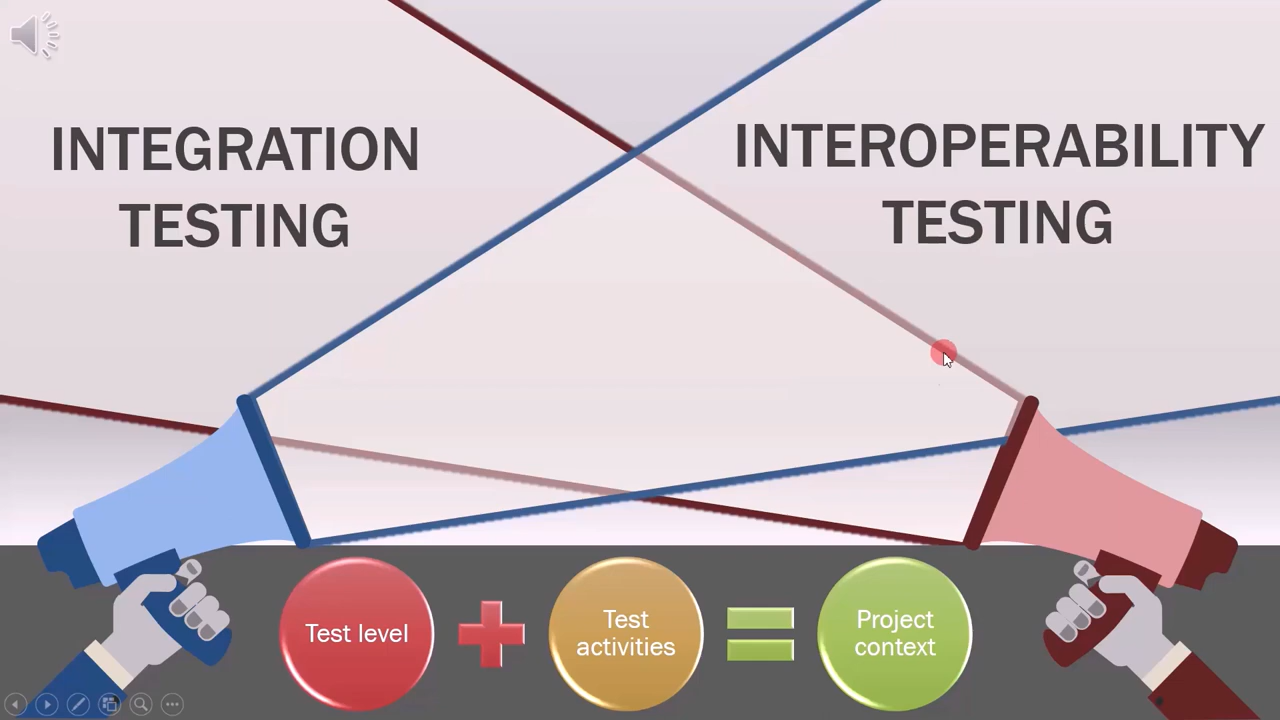 INTEGRATION
TESTING
INTEROPERABILITY
TESTING
Test level
Test
activities
Project
context